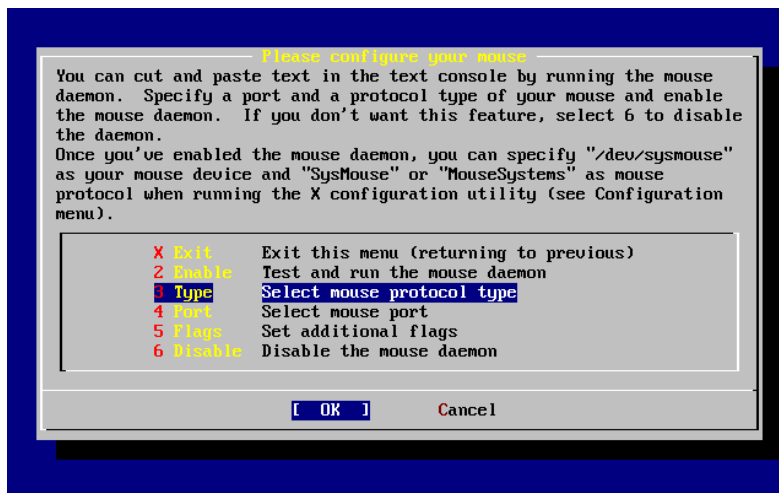 Please configure your mouse
You can cut and paste text in the text console by running the mouse
daemon.  Specify a port and a protocol type of your mouse and enable
the mouse daemon.  If you don't want this feature, select 6 to disable
the daemon.
Once you've enabled the mouse daemon, you can specify "/dev/sysmouse"
as your mouse device and "SysMouse" or "MouseSystems" as mouse
protocol when running the X configuration utility (see Configuration
menu).
X Exit     Exit this menu (returning to previous)
2 Enable   Test and run the mouse daemon
3 Type     Select mouse protocol type
4 Port     Select mouse port
5 Flags    Set additional flags
6 Disable  Disable the mouse daemon
[  OK  ]       Cancel